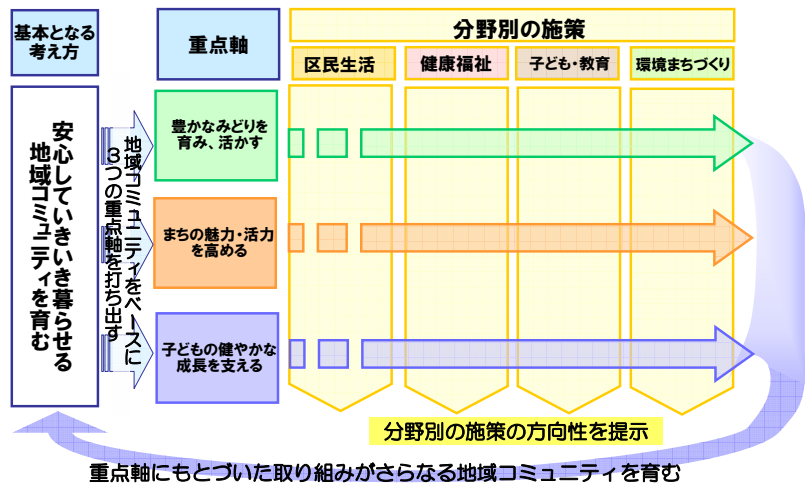 基本となる
考え方
重点軸
分野別の施策
区民生活
健康福祉
子ども・教育
環境まちづくり
安心していきいき暮らせる
地域コミュニティを育む
地域コミュニティをベースに
３つの重点軸を打ち出す
豊かなみどりを
育み、活かす
まちの魅力・活力
を高める
子どもの健やかな
成長を支える
分野別の施策の方向性を提示
重点軸にもとづいた取り組みがさらなる地域コミュニティを育む